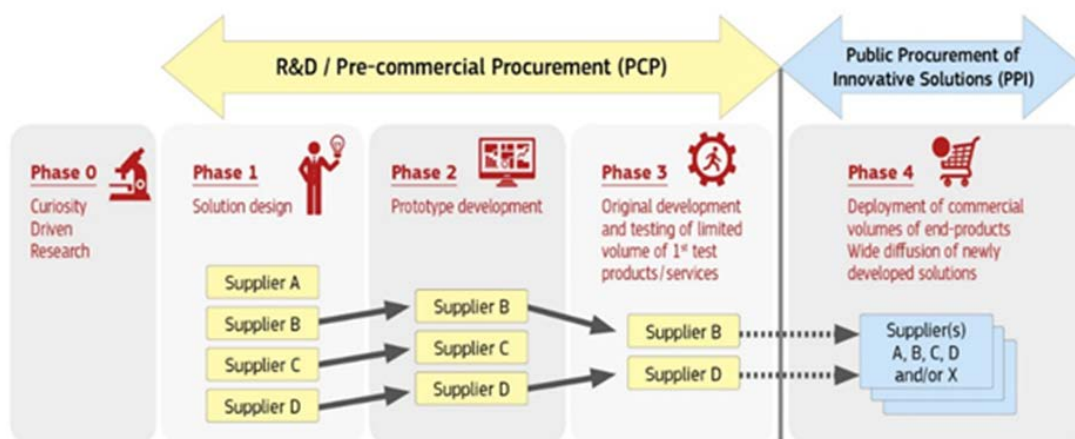 R&D / Pre-commercial Procurement (PCP)
Public Procurement of
Innovative Solutions (PPI)
Phase 0
Curiosity
Driven
Research
Phase 1
Solution design
Supplier A
Supplier B
Supplier C
Supplier D
Phase 2
Prototype development
Supplier B
Supplier C
Supplier D
Phase 3
Original development
and testing of limited
volume of 1st test
products/services
Supplier B
Supplier D
Phase 4
Deployment of commercial
volumes of end-products
Wide diffusion of newly
developed solutions
Supplier(s)
A, B, C, D
and/or X